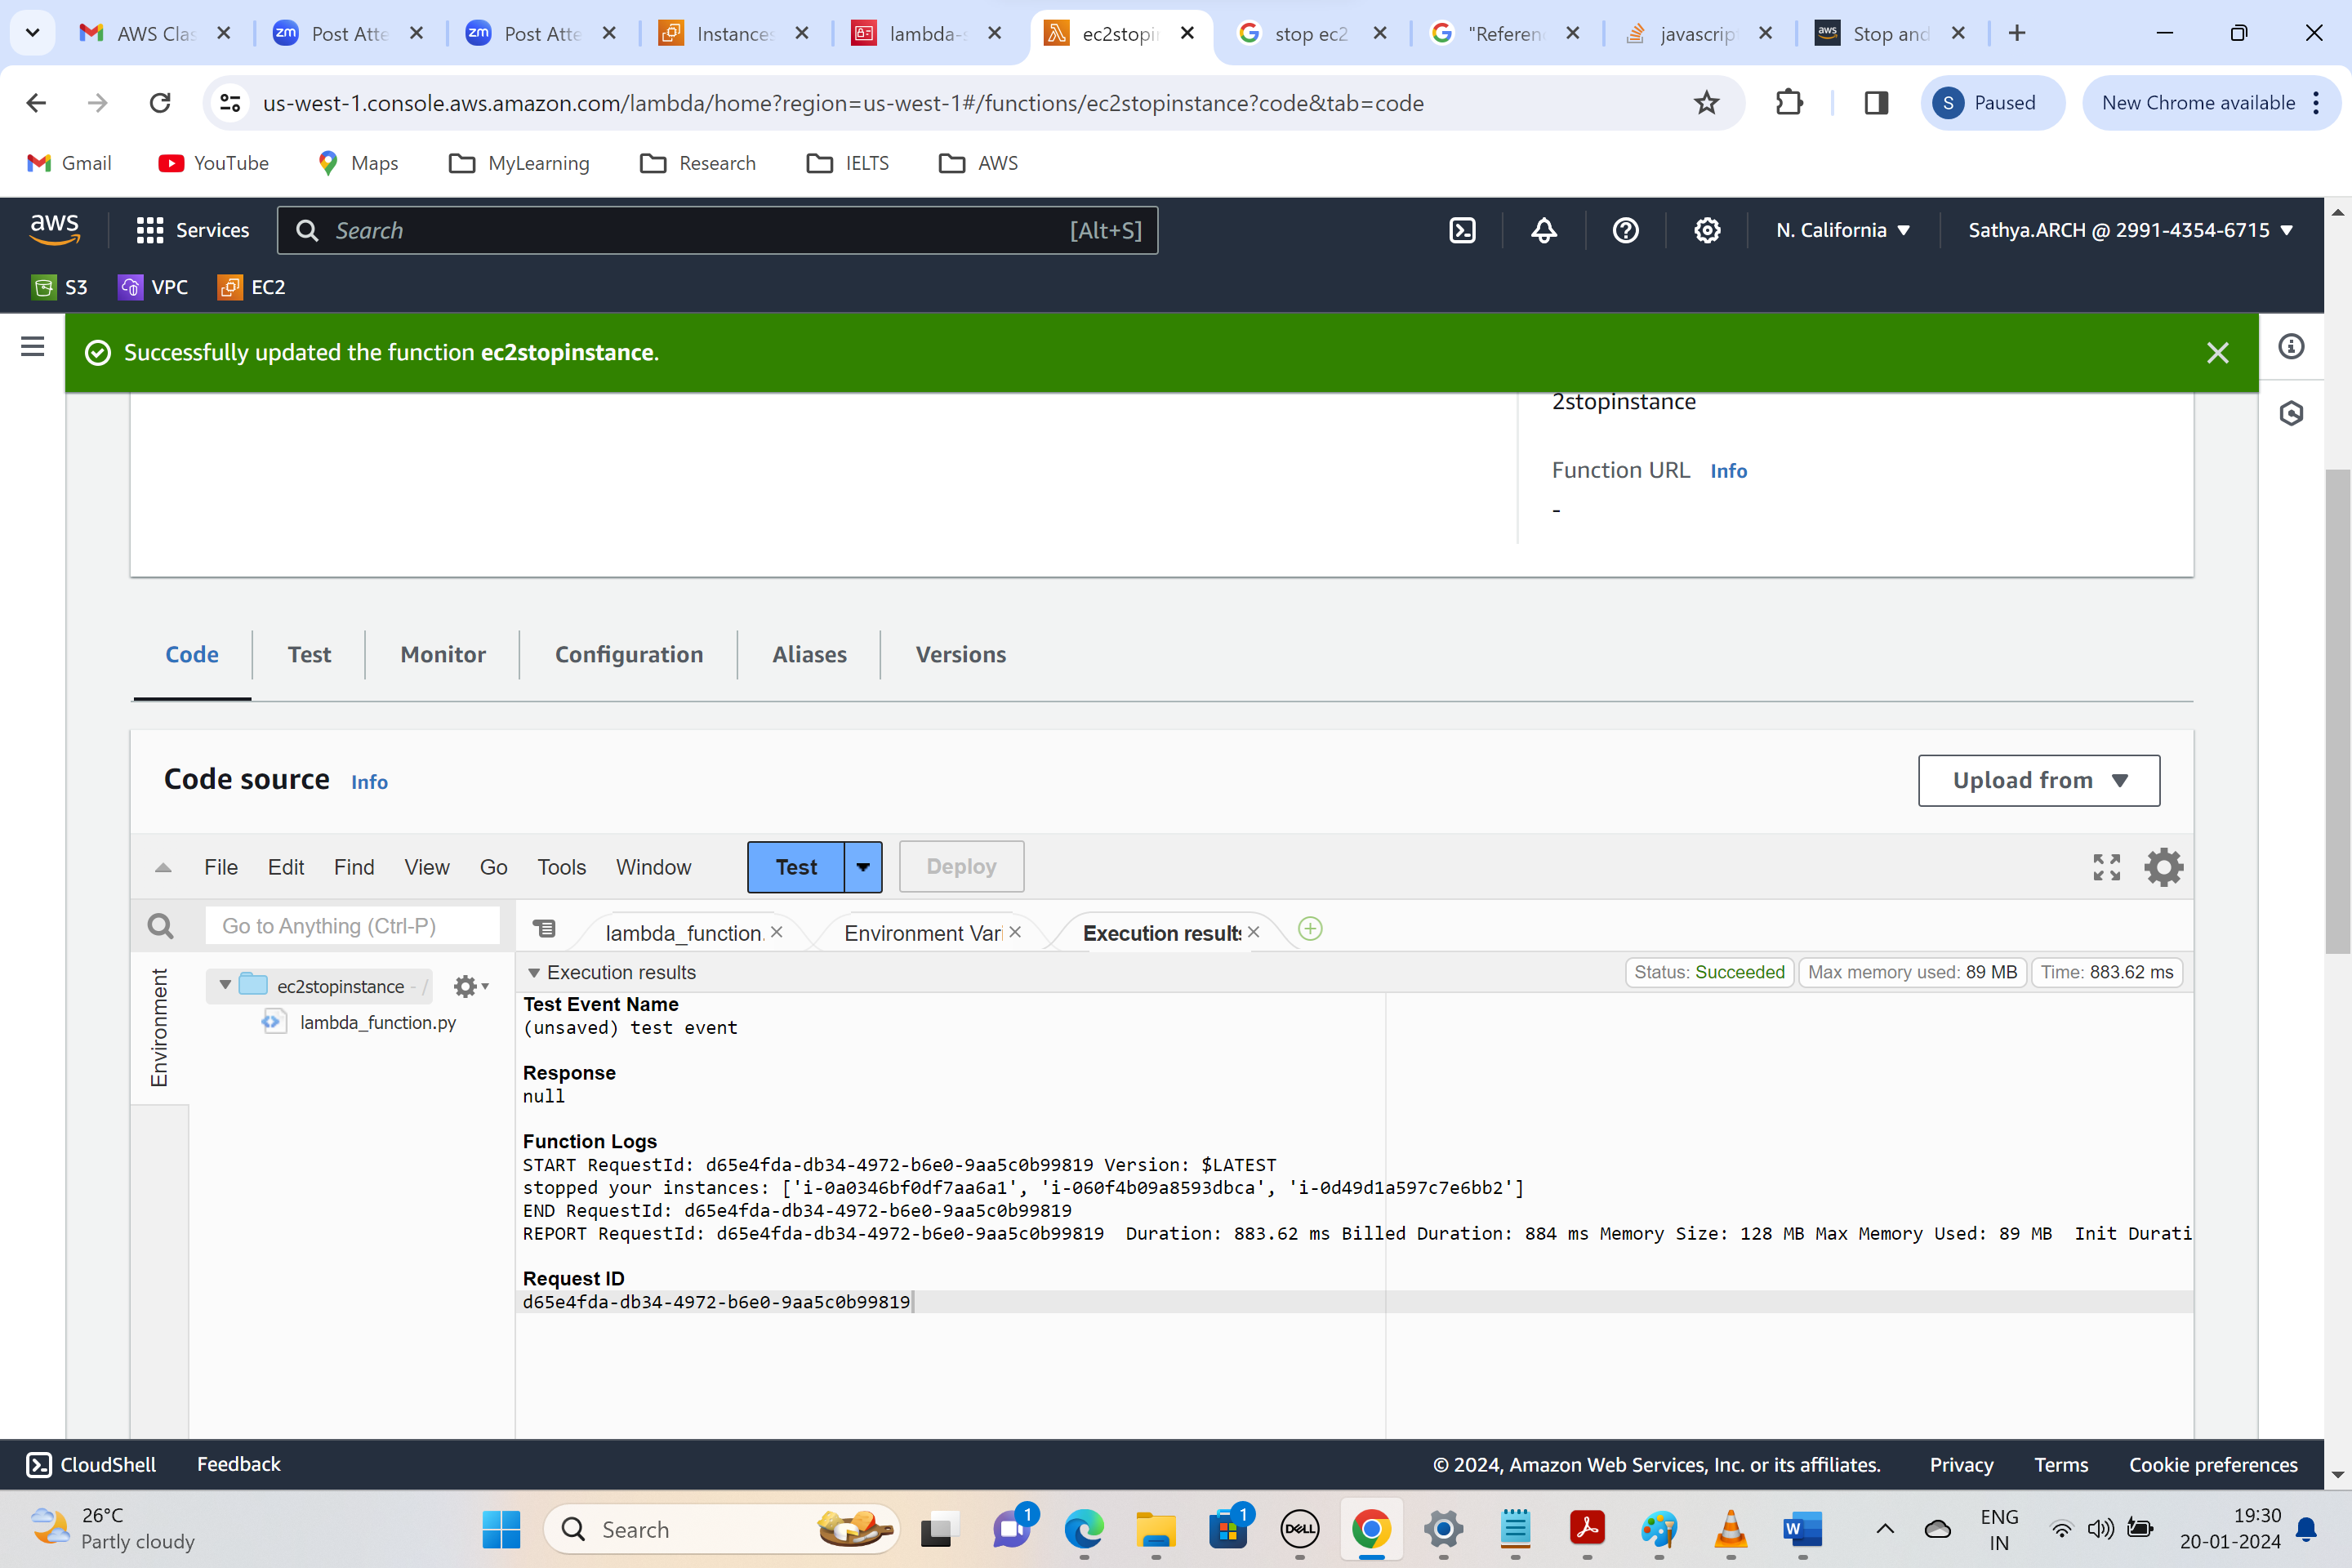 AWS Clas
Post Atte
Post Atte
Instances
lambda-s
ec2stopin
stop ec2
"Referen
javascrip
Stop and
us-west-1.console.aws.amazon.com/lambda/home?region=us-west-1#/functions/ec2stopinstance?code&tab=code
S Paused
New Chrome available
Gmail YouTube Maps MyLearning Research IELTS AWS
aws Services Search [Alt+S] N. California Sathya.ARCH @ 2991-4354-6715
S3 VPC EC2
Successfully updated the function ec2stopinstance.
2stopinstance
Function URL Info
-
Code Test Monitor Configuration Aliases Versions
Code source Info Upload from
File Edit Find View Go Tools Window Test Deploy
Go to Anything (Ctrl-P)
lambda_function. Environment Vari Execution results
Environment
ec2stopinstance - /
lambda_function.py
Execution results Status: Succeeded Max memory used: 89 MB Time: 883.62 ms
Test Event Name
(unsaved) test event
Response
null
Function Logs
START RequestId: d65e4fda-db34-4972-b6e0-9aa5c0b99819 Version: $LATEST
stopped your instances: ['i-0a0346bf0df7aa6a1', 'i-060f4b09a8593dbca', 'i-0d49d1a597c7e6bb2']
END RequestId: d65e4fda-db34-4972-b6e0-9aa5c0b99819
REPORT RequestId: d65e4fda-db34-4972-b6e0-9aa5c0b99819 Duration: 883.62 ms Billed Duration: 884 ms Memory Size: 128 MB Max Memory Used: 89 MB Init Durati
Request ID
d65e4fda-db34-4972-b6e0-9aa5c0b99819
CloudShell Feedback © 2024, Amazon Web Services, Inc. or its affiliates. Privacy Terms Cookie preferences
26°C
Partly cloudy
Search
1
1
DELL
ENG
IN
19:30
20-01-2024